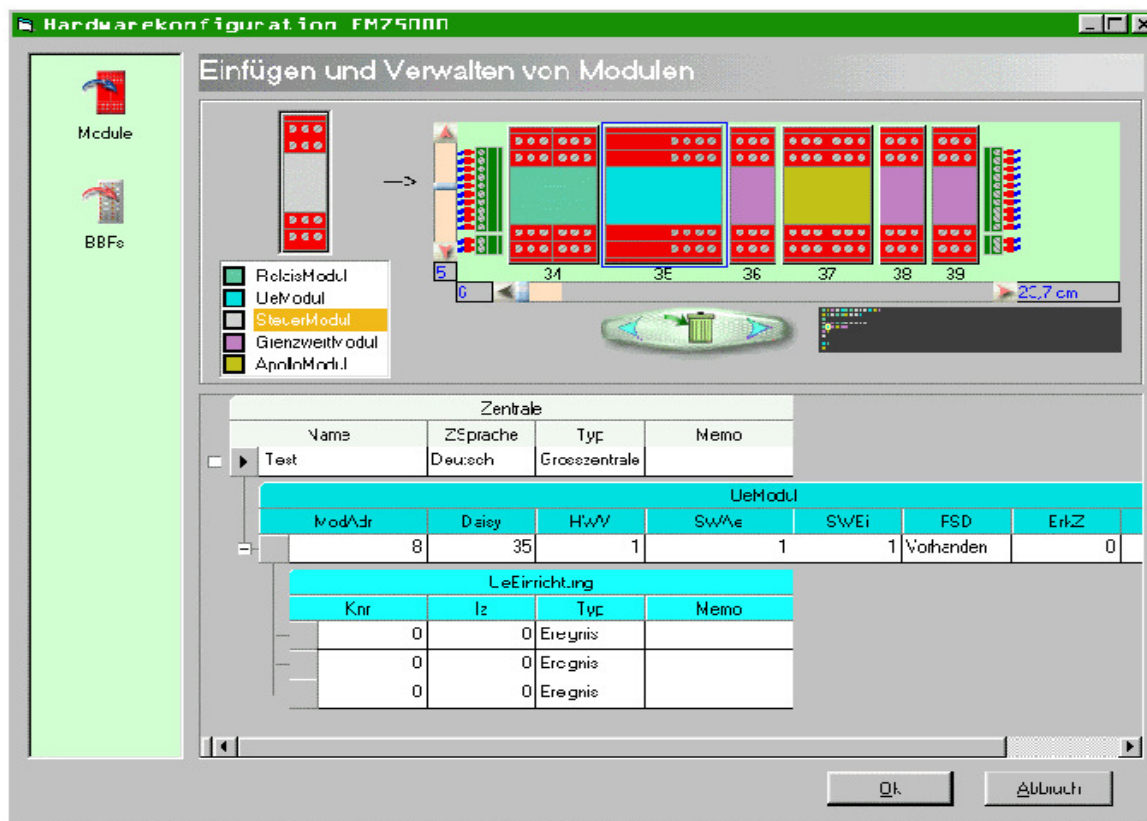 Hardwarekonfiguration FMZ5000
Einfügen und Verwalten von Modulen
Module
BBFs
-->
RelaisModul
UeModul
SteuerModul
GrenzwertModul
ApolloModul
34 35 36 37 38 39
5
6
23,7 cm
Zentrale
Name ZSprache Typ Memo
Test Deutsch Grosszentrale
UeModul
ModAdr Daisy HWV SWAe SWEi FSD ErkZ
8 35 1 1 1 Vorhanden 0
UeEinrichtung
Knr Iz Typ Memo
0 0 Ereignis
0 0 Ereignis
0 0 Ereignis
Ok Abbruch